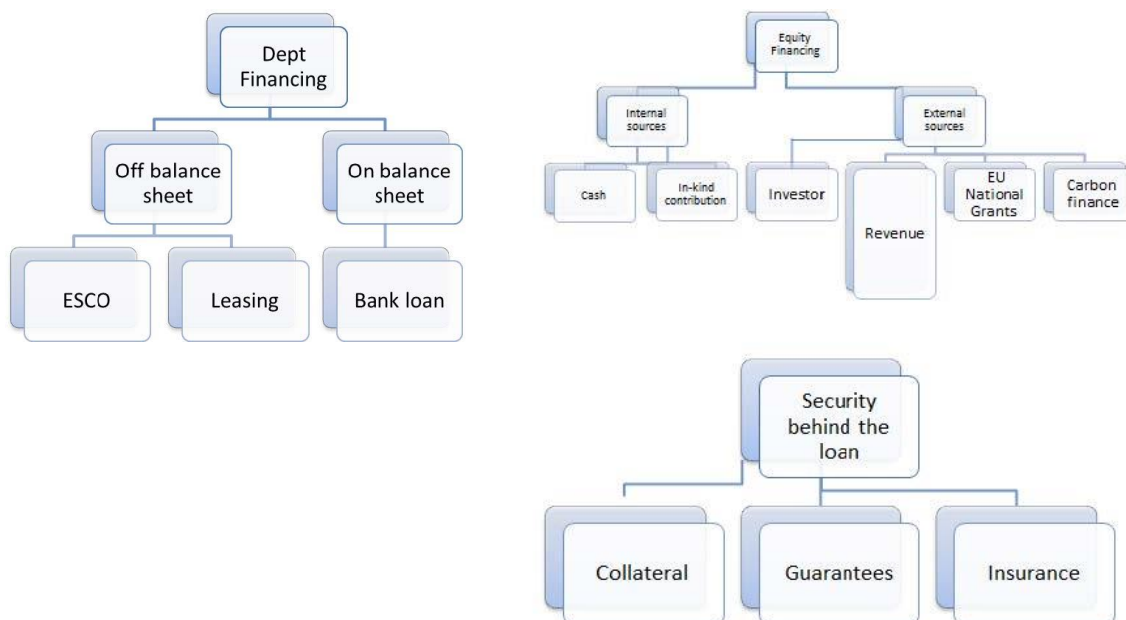 Dept
Financing
Off balance
sheet
On balance
sheet
ESCO
Leasing
Bank loan
Equity
Financing
Internal
sources
External
sources
Cash
In-kind
contribution
Investor
Revenue
EU
National
Grants
Carbon
finance
Security
behind the
loan
Collateral
Guarantees
Insurance